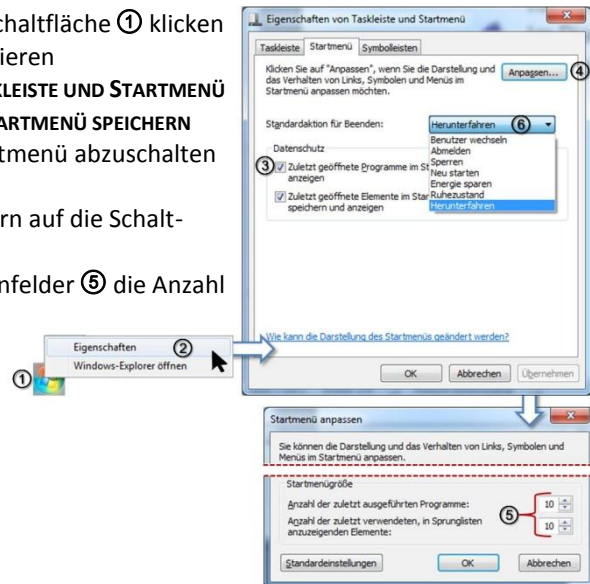 chaltfläche ① klicken
ieren
KLEISTE UND STARTMENÜ
ARTMENÜ SPEICHERN
tmenü abzuschalten
rn auf die Schalt-
nfelder ⑤ die Anzahl
Eigenschaften ②
Windows-Explorer öffnen
①
Eigenschaften von Taskleiste und Startmenü
Taskleiste Startmenü Symbolleisten
Klicken Sie auf "Anpassen", wenn Sie die Darstellung und
das Verhalten von Links, Symbolen und Menüs im
Startmenü anpassen möchten.
Anpassen... ④
Standardaktion für Beenden: Herunterfahren ⑥
Benutzer wechseln
Abmelden
Sperren
Neu starten
Energie sparen
Ruhezustand
Herunterfahren
Datenschutz
③ Zuletzt geöffnete Programme im St
anzeigen
Zuletzt geöffnete Elemente im Star
speichern und anzeigen
Wie kann die Darstellung des Startmenüs geändert werden?
OK Abbrechen Übernehmen
Startmenü anpassen
Sie können die Darstellung und das Verhalten von Links, Symbolen und
Menüs im Startmenü anpassen.
Startmenügröße
Anzahl der zuletzt ausgeführten Programme: 10
Anzahl der zuletzt verwendeten, in Sprunglisten
anzuzeigenden Elemente: 10
⑤
Standardeinstellungen OK Abbrechen